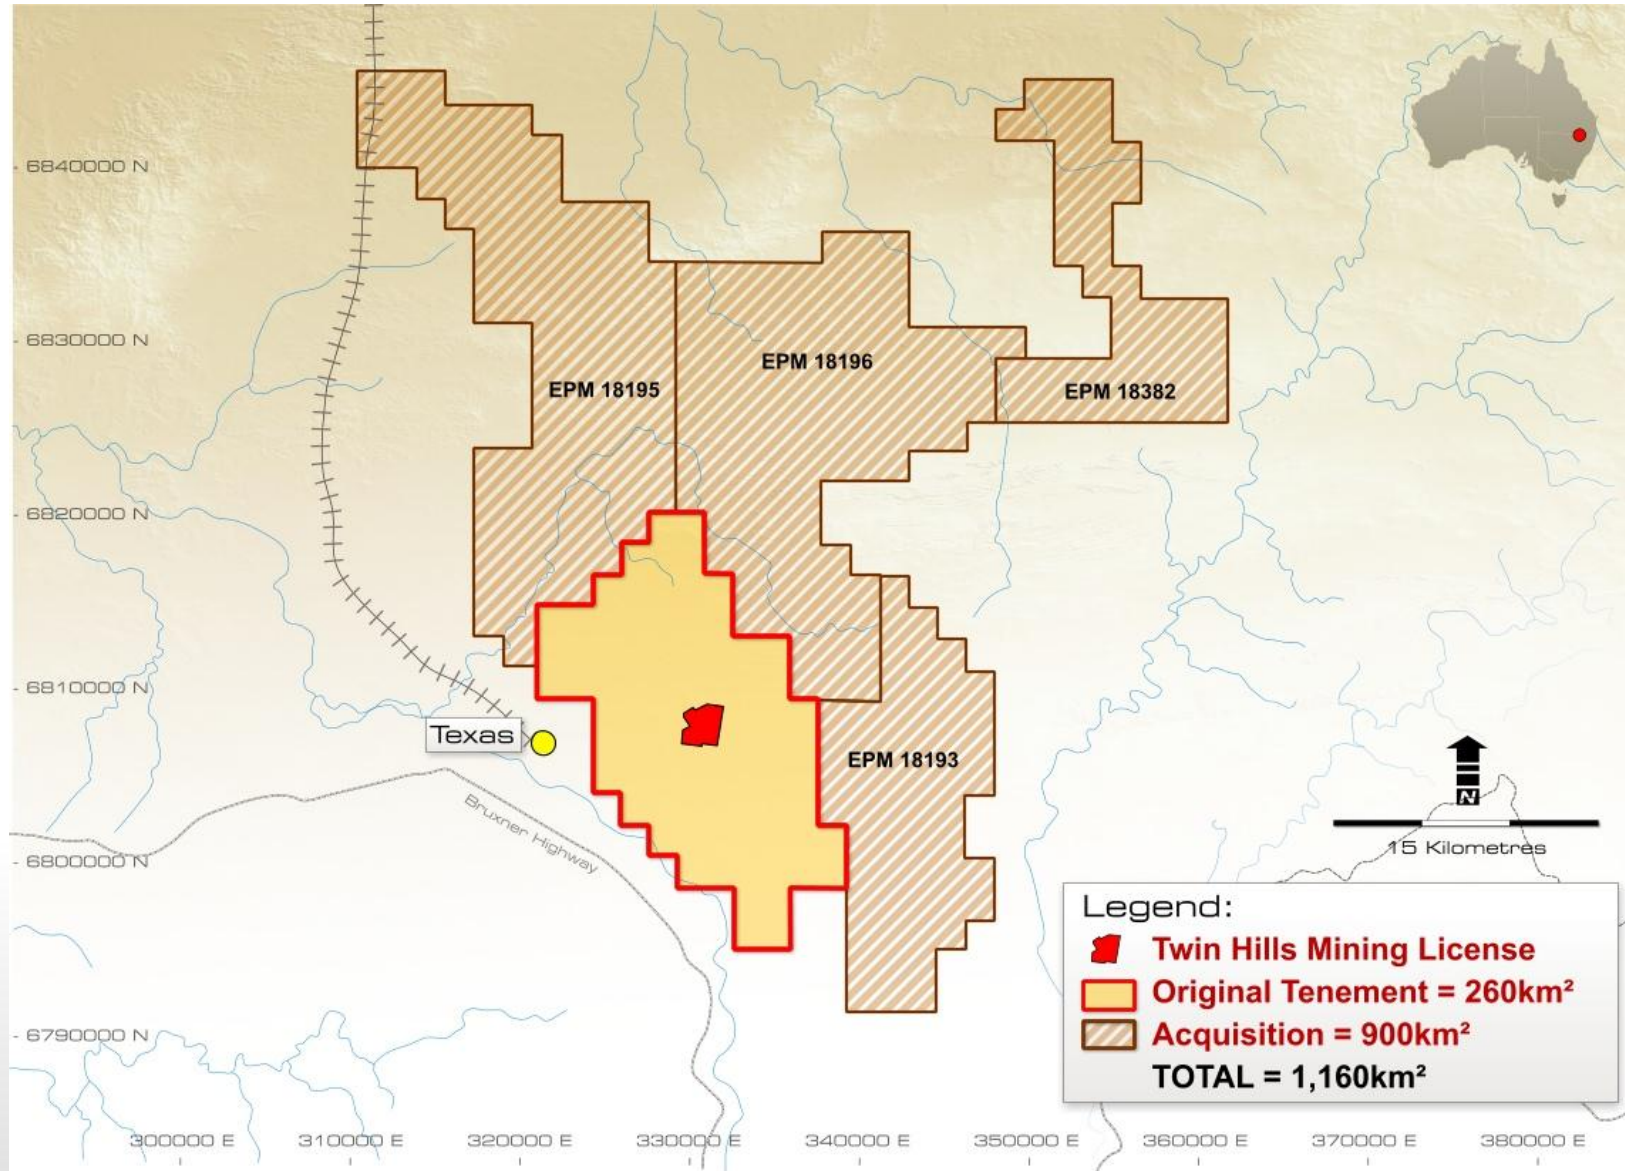 6840000 N
6830000 N
EPM 18196
EPM 18195
EPM 18382
6820000 N
6810000 N
Texas
EPM 18193
Bruxner Highway
N
15 Kilometres
6800000 N
Legend:
Twin Hills Mining License
Original Tenement = 260km²
Acquisition = 900km²
TOTAL = 1,160km²
6790000 N
300000 E
310000 E
320000 E
330000 E
340000 E
350000 E
360000 E
370000 E
380000 E